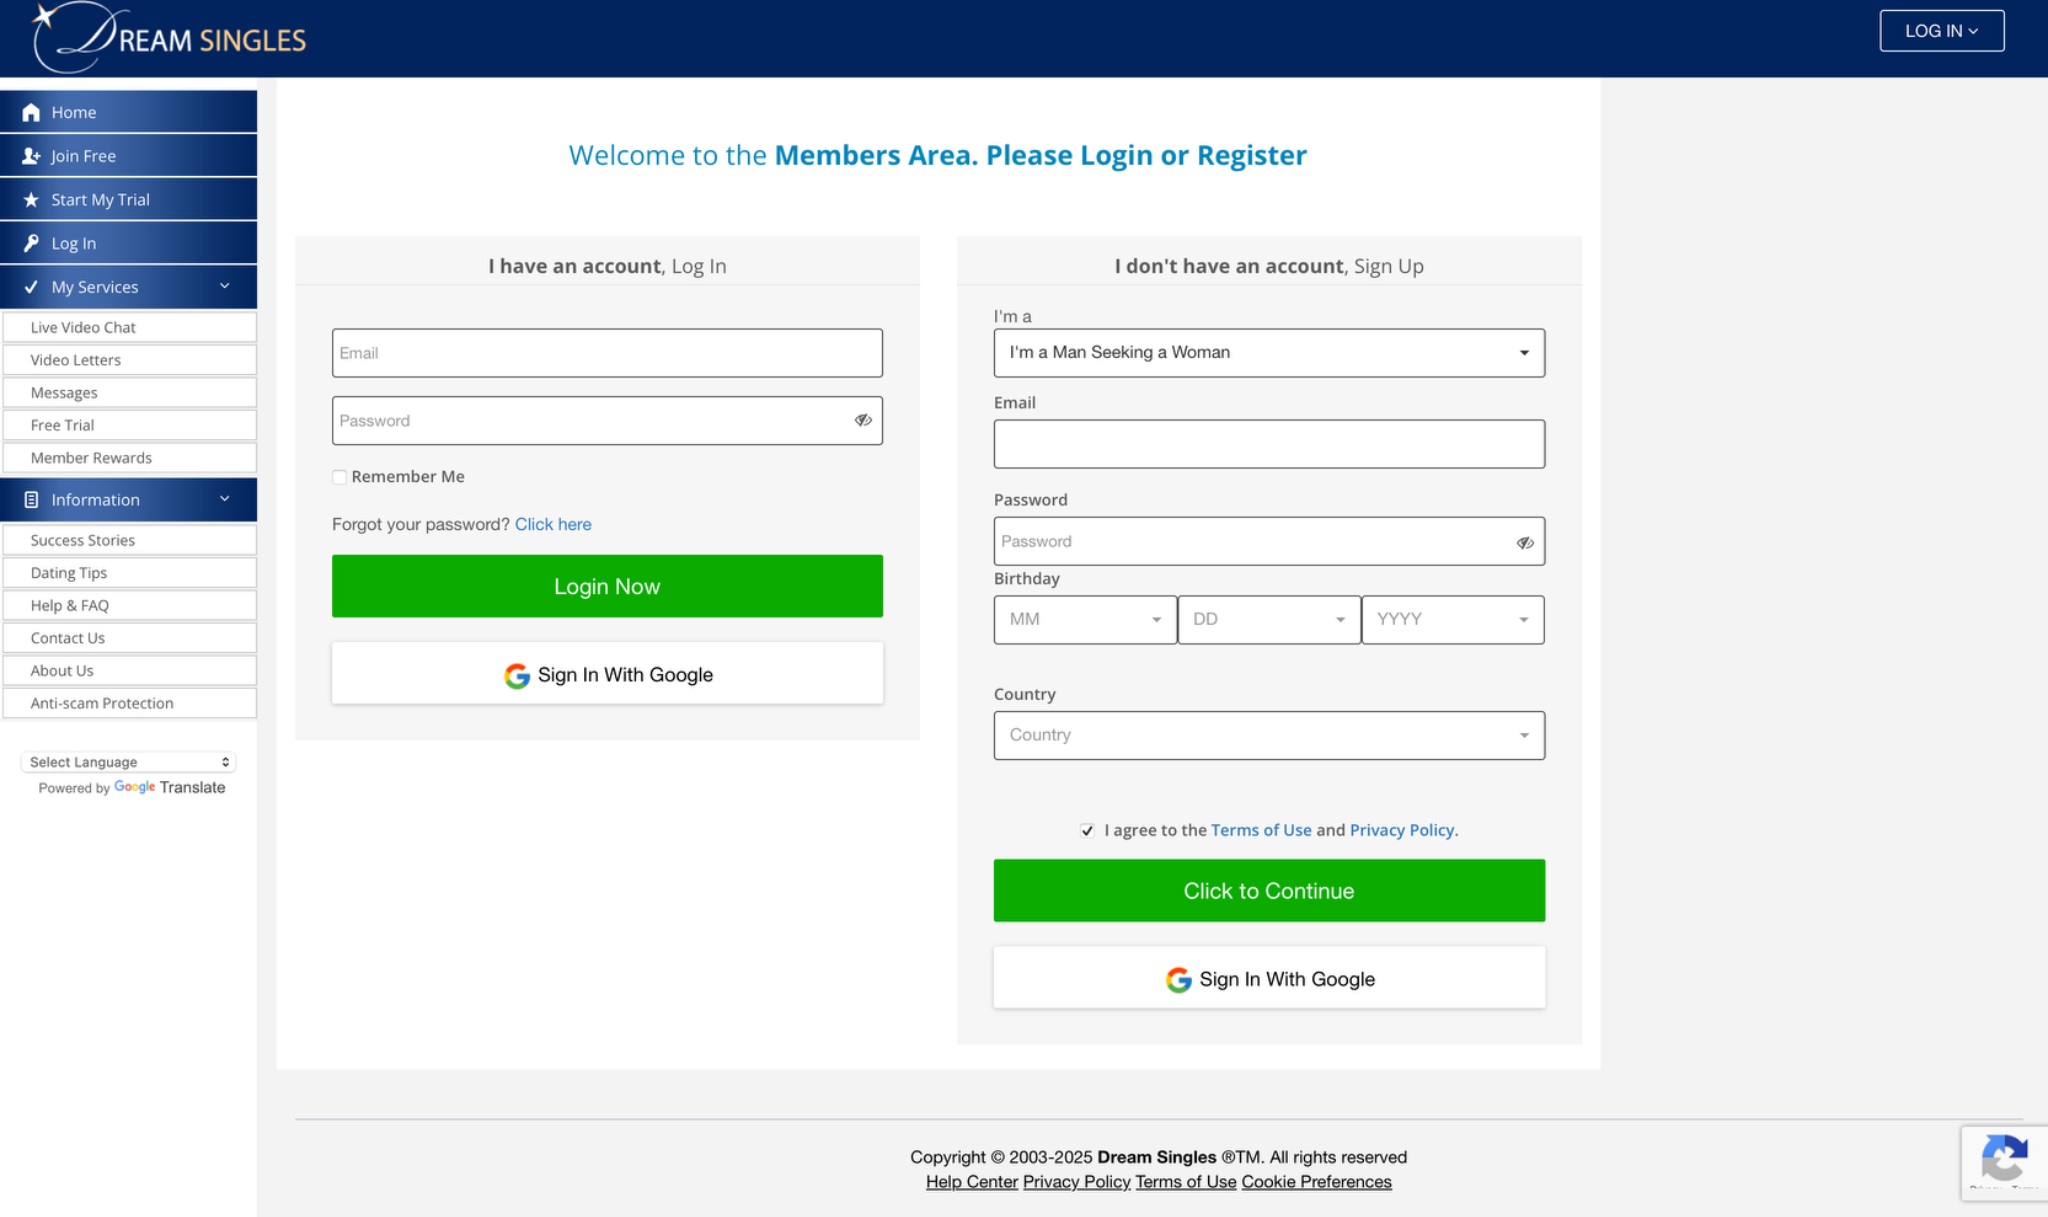 DREAM SINGLES
LOG IN
Home
Join Free
Start My Trial
Log In
My Services
Live Video Chat
Video Letters
Messages
Free Trial
Member Rewards
Information
Success Stories
Dating Tips
Help & FAQ
Contact Us
About Us
Anti-scam Protection
Select Language
Powered by Google Translate
Welcome to the Members Area. Please Login or Register
I have an account, Log In
Email
Password
Remember Me
Forgot your password? Click here
Login Now
Sign In With Google
I don't have an account, Sign Up
I'm a
I'm a Man Seeking a Woman
Email
Password
Password
Birthday
MM DD YYYY
Country
Country
I agree to the Terms of Use and Privacy Policy.
Click to Continue
Sign In With Google
Copyright © 2003-2025 Dream Singles ®TM. All rights reserved
Help Center Privacy Policy Terms of Use Cookie Preferences